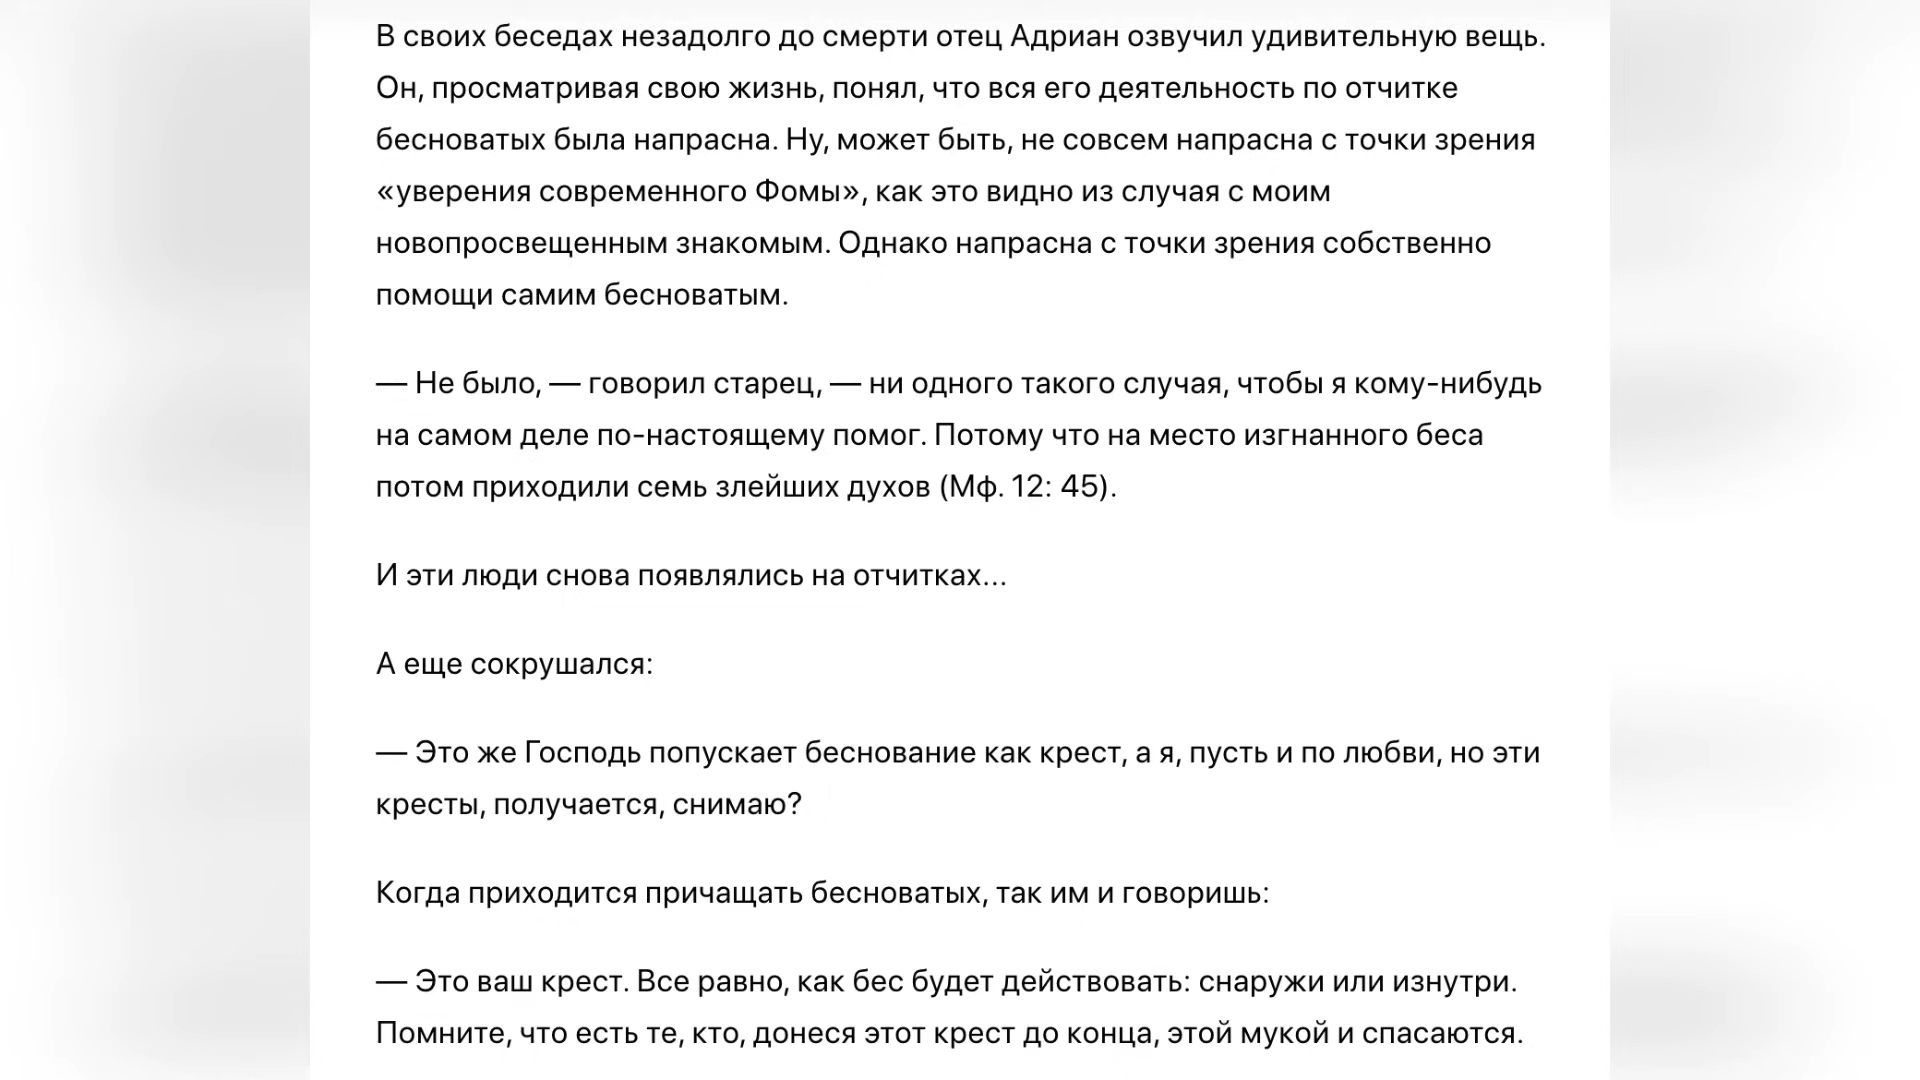 В своих беседах незадолго до смерти отец Адриан озвучил удивительную вещь.
Он, просматривая свою жизнь, понял, что вся его деятельность по отчитке
бесноватых была напрасна. Ну, может быть, не совсем напрасна с точки зрения
«уверения современного Фомы», как это видно из случая с моим
новопросвещенным знакомым. Однако напрасна с точки зрения собственно
помощи самим бесноватым.
— Не было, — говорил старец, — ни одного такого случая, чтобы я кому-нибудь
на самом деле по-настоящему помог. Потому что на место изгнанного беса
потом приходили семь злейших духов (Мф. 12: 45).
И эти люди снова появлялись на отчитках...
А еще сокрушался:
— Это же Господь попускает беснование как крест, а я, пусть и по любви, но эти
кресты, получается, снимаю?
Когда приходится причащать бесноватых, так им и говоришь:
— Это ваш крест. Все равно, как бес будет действовать: снаружи или изнутри.
Помните, что есть те, кто, донеся этот крест до конца, этой мукой и спасаются.